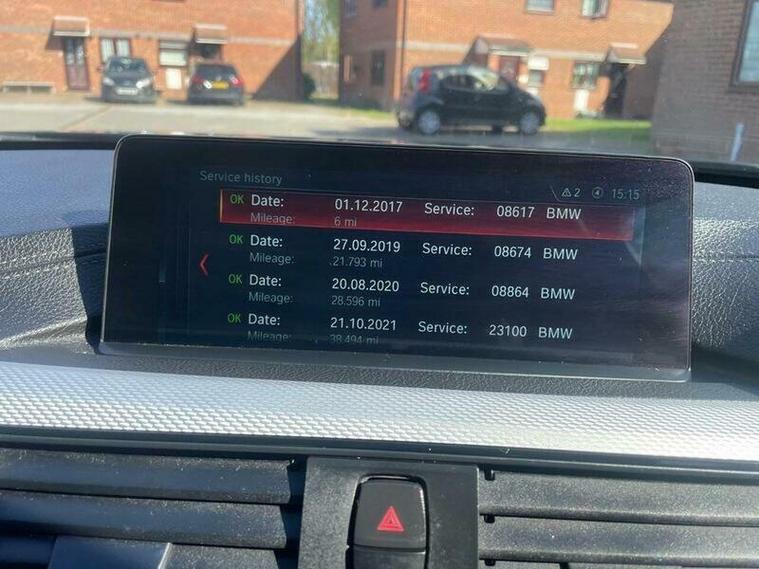 Service history
2 15:15
OK Date: 01.12.2017 Service: 08617 BMW
Mileage: 6 mi
OK Date: 27.09.2019 Service: 08674 BMW
Mileage: 21.793 mi
OK Date: 20.08.2020 Service: 08864 BMW
Mileage: 28.596 mi
OK Date: 21.10.2021 Service: 23100 BMW
Mileage: 38.494 mi